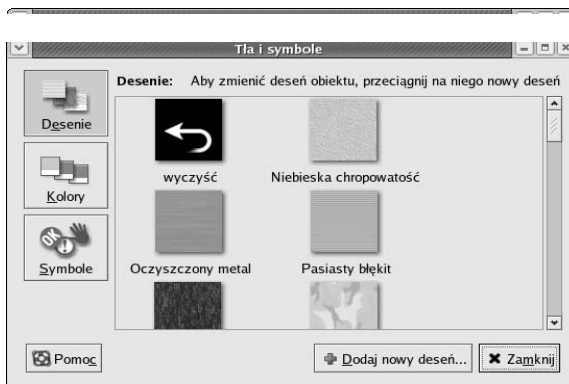 Tła i symbole
Desenie: Aby zmienić deseń obiektu, przeciągnij na niego nowy deseń
Desenie
Kolory
Symbole
wyczyść
Niebieska chropowatość
Oczyszczony metal
Pasiasty błękit
OK
Pomoc
Dodaj nowy deseń...
Zamknij